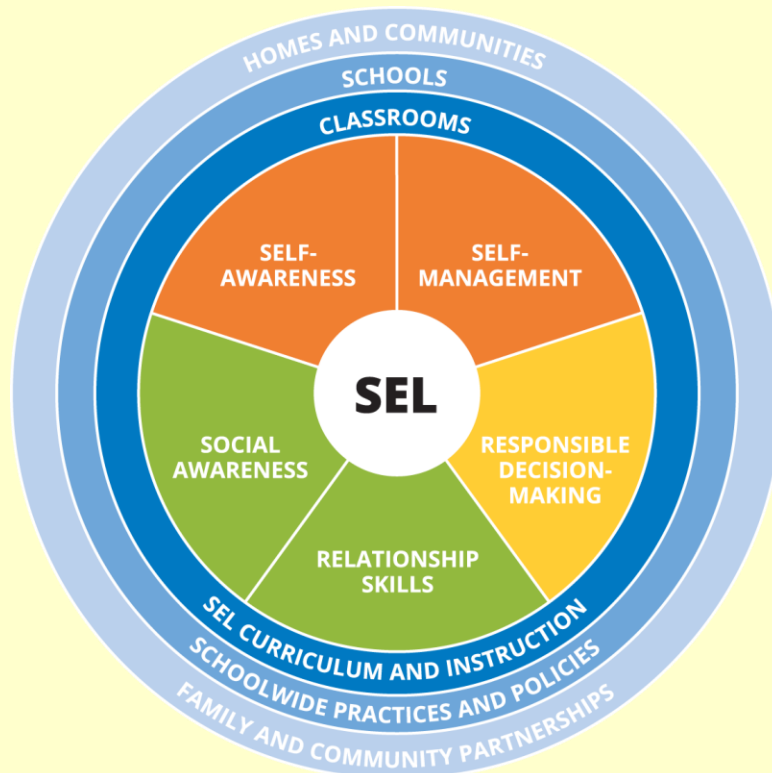 HOMES AND COMMUNITIES
SCHOOLS
CLASSROOMS
SELF-
AWARENESS
SELF-
MANAGEMENT
SEL
SOCIAL
AWARENESS
RESPONSIBLE
DECISION-
MAKING
RELATIONSHIP
SKILLS
SEL CURRICULUM AND INSTRUCTION
SCHOOLWIDE PRACTICES AND POLICIES
FAMILY AND COMMUNITY PARTNERSHIPS